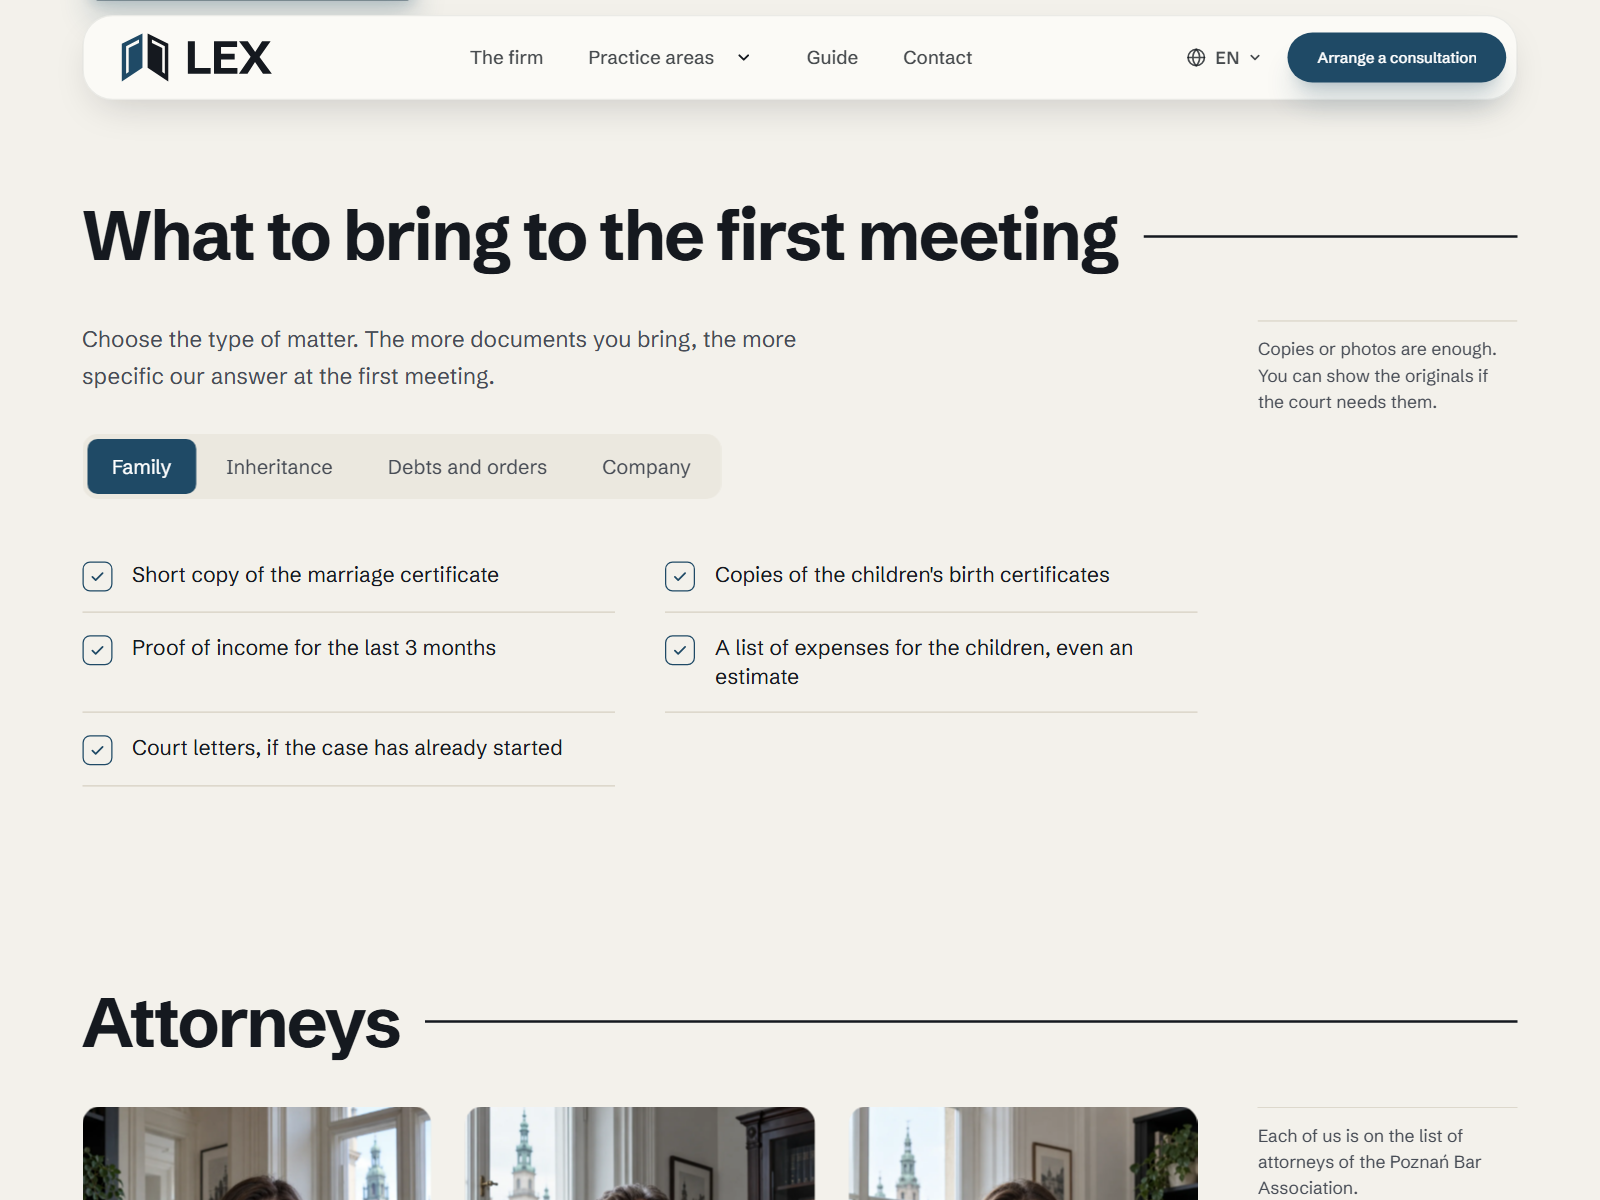 LEX
The firm
Practice areas
Guide
Contact
EN
Arrange a consultation
What to bring to the first meeting
Choose the type of matter. The more documents you bring, the more
specific our answer at the first meeting.
Copies or photos are enough.
You can show the originals if
the court needs them.
Family
Inheritance
Debts and orders
Company
Short copy of the marriage certificate
Copies of the children's birth certificates
Proof of income for the last 3 months
A list of expenses for the children, even an
estimate
Court letters, if the case has already started
Attorneys
Each of us is on the list of
attorneys of the Poznań Bar
Association.